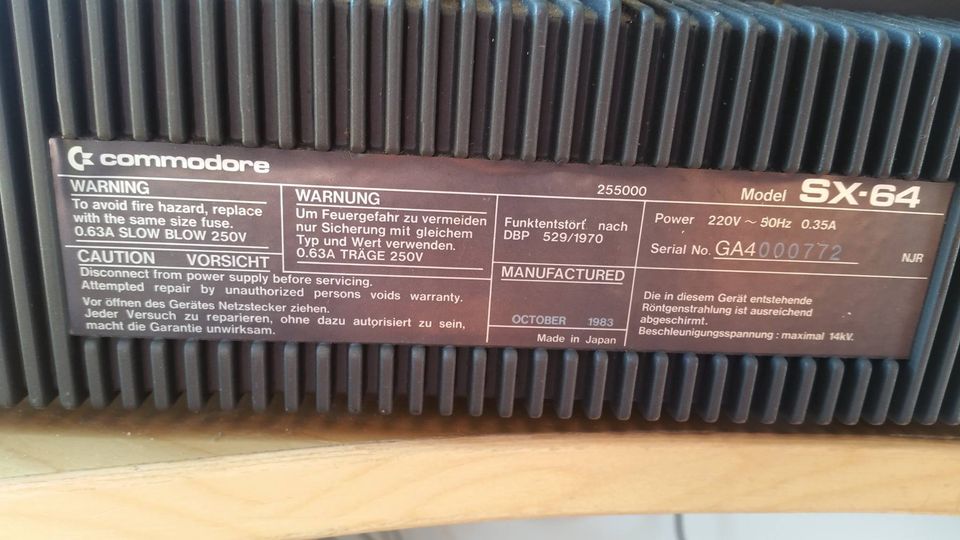 commodore
255000
Model SX-64
WARNING
To avoid fire hazard, replace
with the same size fuse.
0.63A SLOW BLOW 250V
WARNUNG
Um Feuergefahr zu vermeiden
nur Sicherung mit gleichem
Typ und Wert verwenden.
0.63A TRÄGE 250V
CAUTION VORSICHT
Disconnect from power supply before servicing.
Attempted repair by unauthorized persons voids warranty.
Vor öffnen des Gerätes Netzstecker ziehen.
Jeder Versuch zu reparieren, ohne dazu autorisiert zu sein,
macht die Garantie unwirksam.
Funktentstört nach
DBP 529/1970
MANUFACTURED
OCTOBER 1983
Made in Japan
Power 220V ~ 50Hz 0.35A
Serial No. GA4000772
NJR
Die in diesem Gerät entstehende
Röntgenstrahlung ist ausreichend
abgeschirmt.
Beschleunigungsspannung : maximal 14kV.